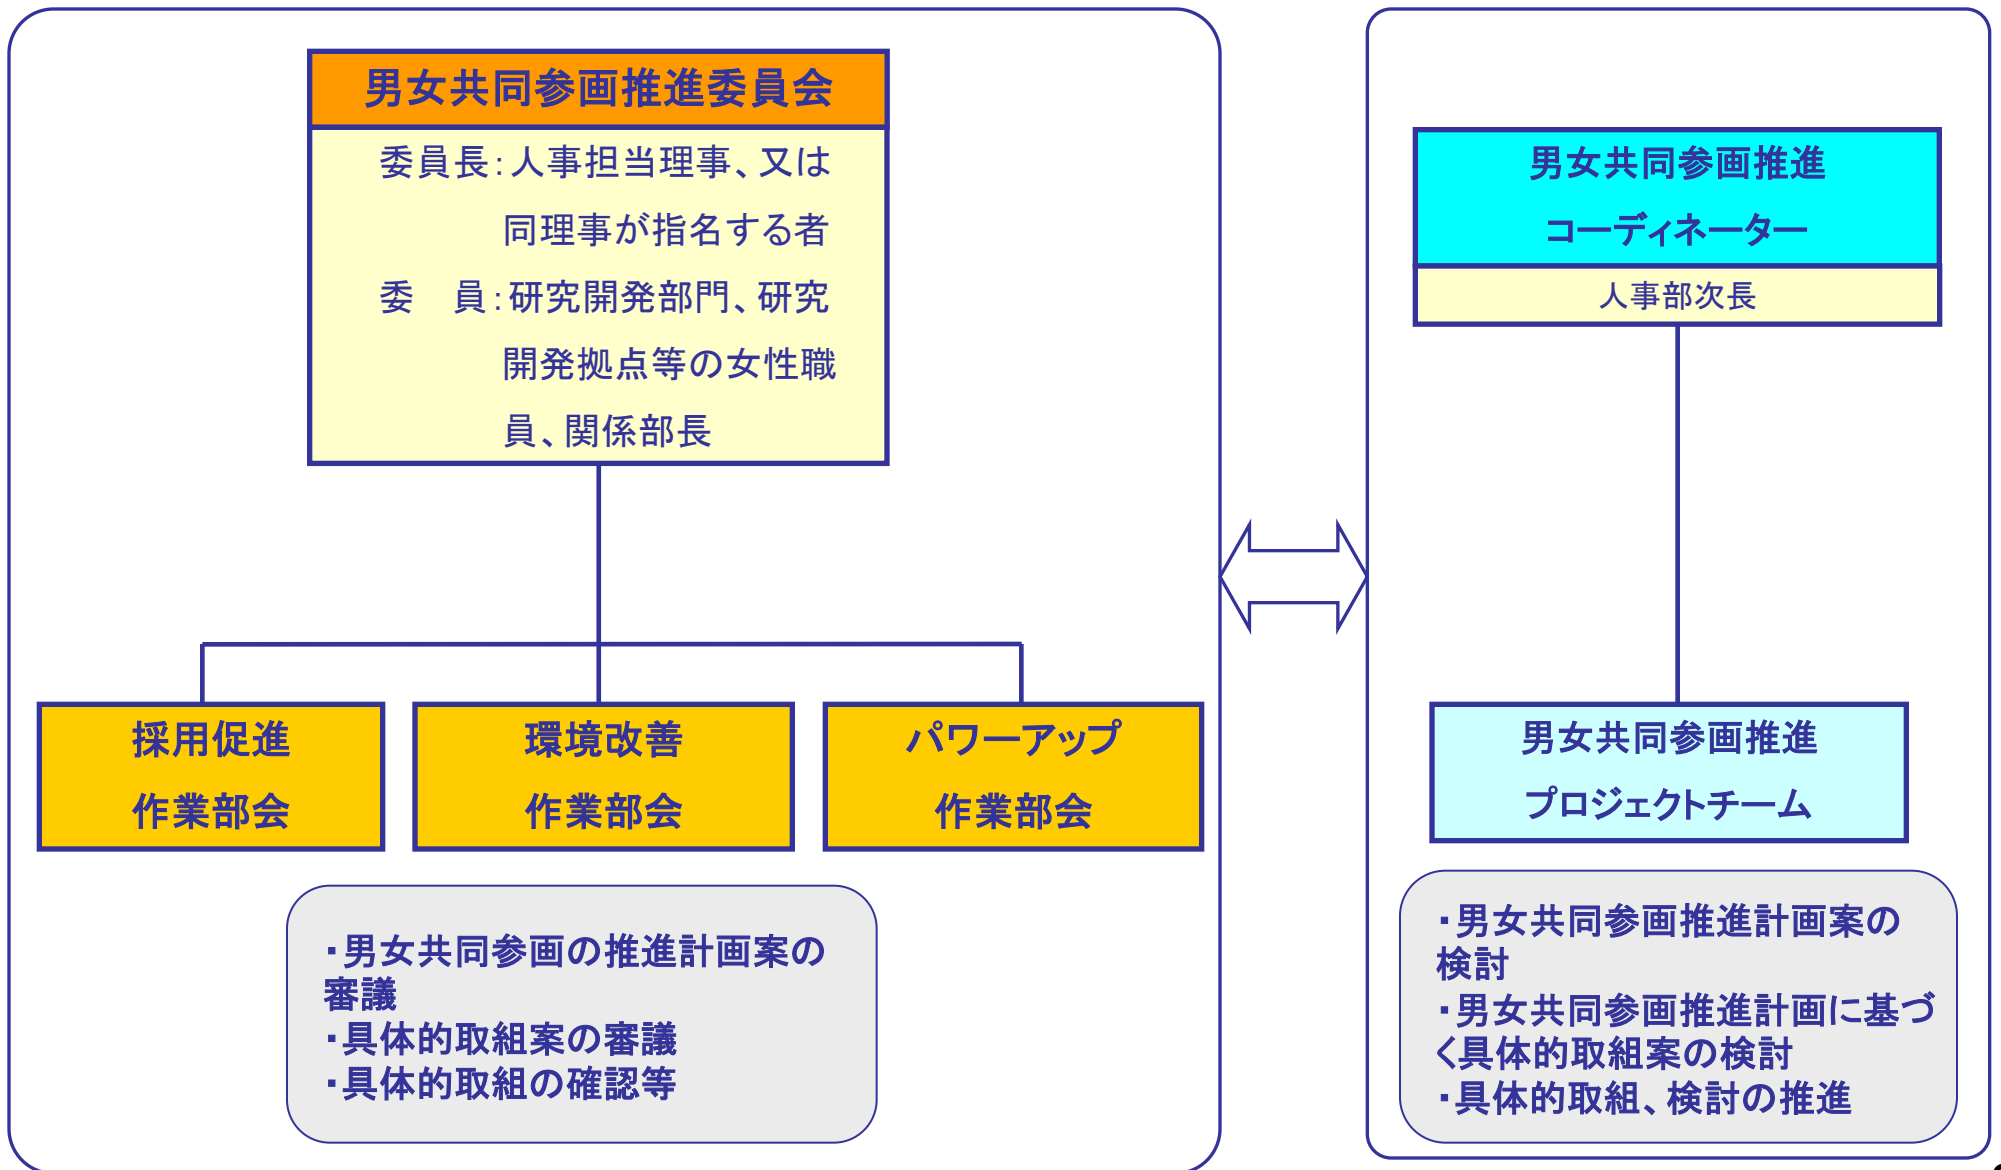 男女共同参画推進委員会
委員長：人事担当理事、又は
同理事が指名する者
委　員：研究開発部門、研究
開発拠点等の女性職
員、関係部長
採用促進
作業部会
環境改善
作業部会
パワーアップ
作業部会
・男女共同参画の推進計画案の
審議
・具体的取組案の審議
・具体的取組の確認等
男女共同参画推進
コーディネーター
人事部次長
男女共同参画推進
プロジェクトチーム
・男女共同参画推進計画案の
検討
・男女共同参画推進計画に基づ
く具体的取組案の検討
・具体的取組、検討の推進